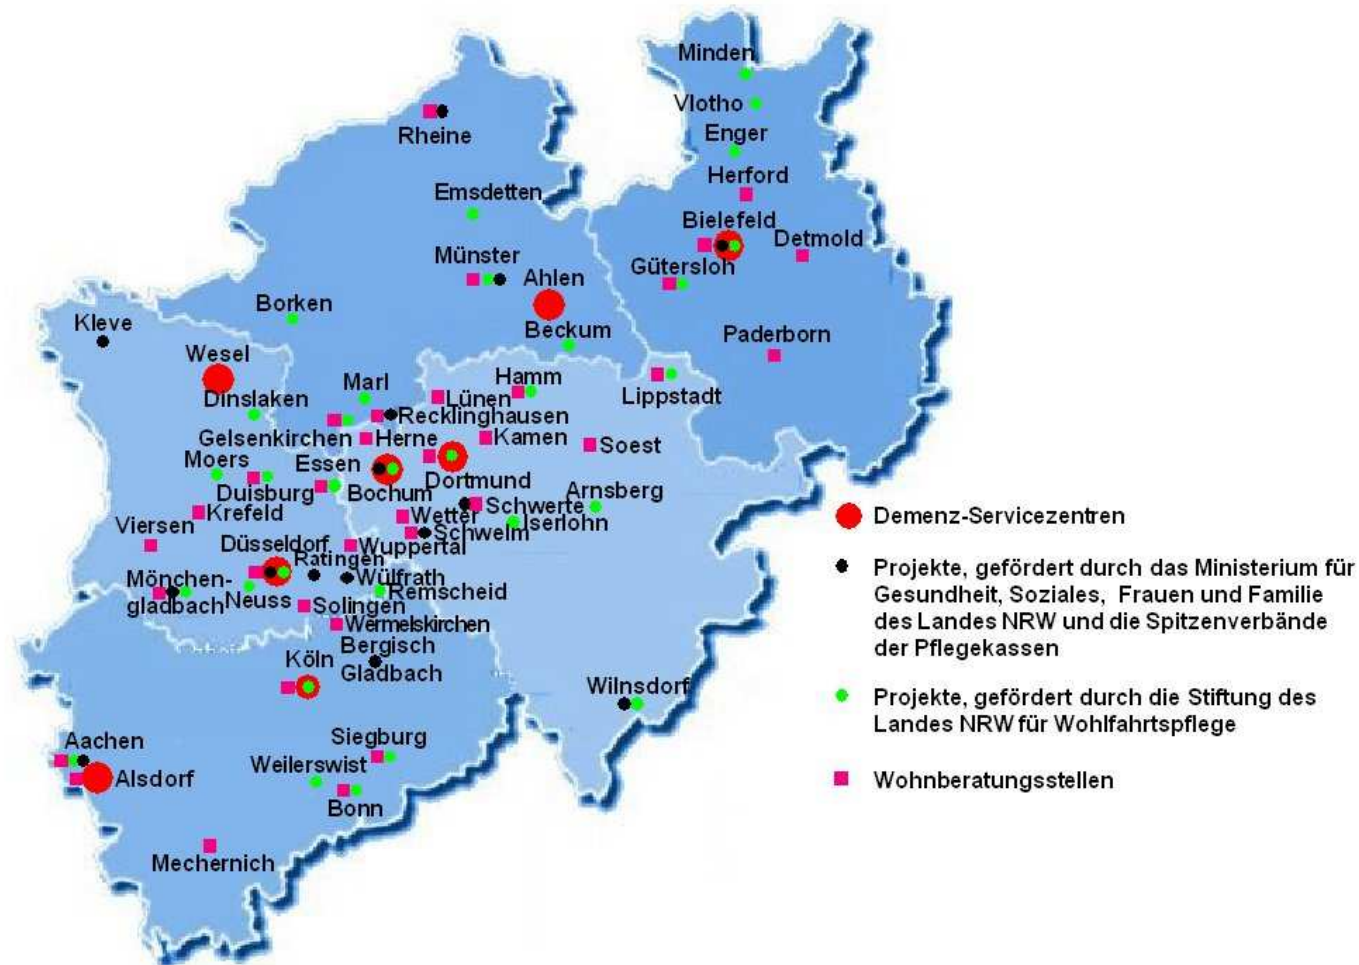 Minden
Vlotho
Enger
Rheine
Herford
Emsdetten
Bielefeld
Detmold
Münster
Gütersloh
Ahlen
Borken
Kleve
Beckum
Paderborn
Wesel
Marl
Hamm
Lippstadt
Dinslaken
Lünen
Recklinghausen
Gelsenkirchen
Herne
Kamen
Soest
Moers
Essen
Dortmund
Duisburg
Bochum
Arnsberg
Krefeld
Wetter
Schwerte
Iserlohn
Viersen
Schwelm
Düsseldorf
Wuppertal
Ratingen
Mönchen-
gladbach
Wülfrath
Neuss
Remscheid
Solingen
Wermelskirchen
Bergisch
Gladbach
Köln
Wilnsdorf
Aachen
Siegburg
Alsdorf
Weilerswist
Bonn
Mechernich
Demenz-Servicezentren
Projekte, gefördert durch das Ministerium für
Gesundheit, Soziales, Frauen und Familie
des Landes NRW und die Spitzenverbände
der Pflegekassen
Projekte, gefördert durch die Stiftung des
Landes NRW für Wohlfahrtspflege
Wohnberatungsstellen